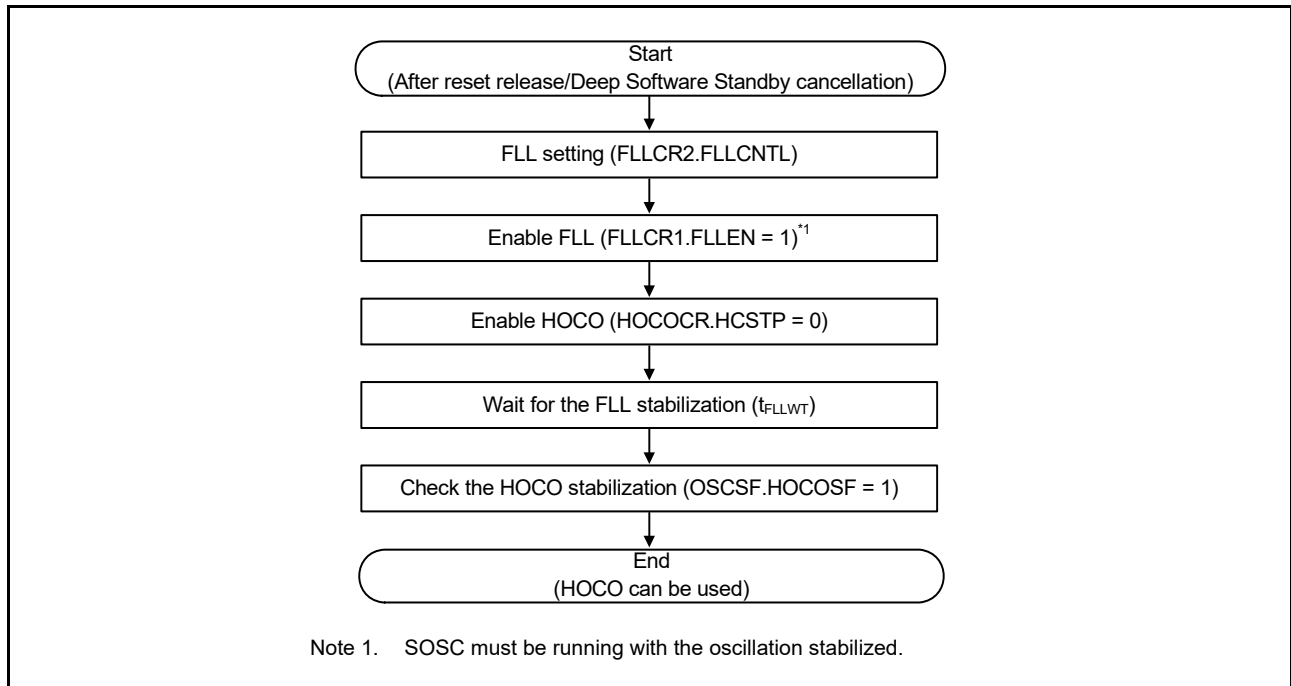 Start
(After reset release/Deep Software Standby cancellation)
FLL setting (FLLCR2.FLLCNTL)
Enable FLL (FLLCR1.FLLEN = 1)*1
Enable HOCO (HOCOCR.HCSTP = 0)
Wait for the FLL stabilization (tFLLWT)
Check the HOCO stabilization (OSCSF.HOCOSF = 1)
End
(HOCO can be used)
Note 1. SOSC must be running with the oscillation stabilized.